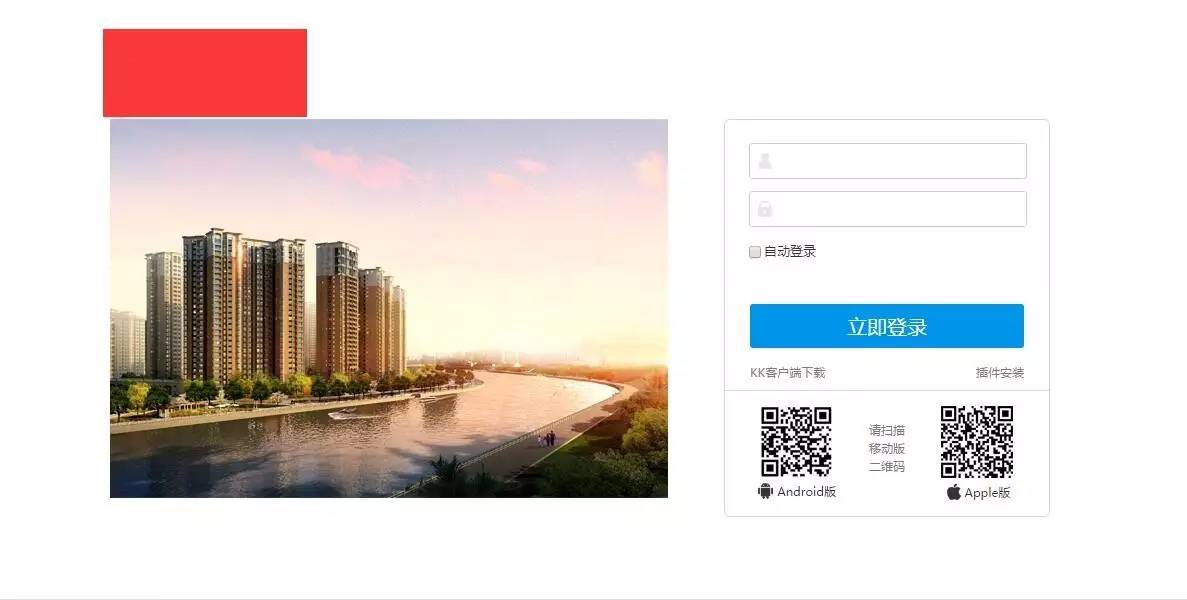 自动登录
立即登录
KK客户端下载 插件安装
请扫描
移动版
二维码
Android版 Apple版